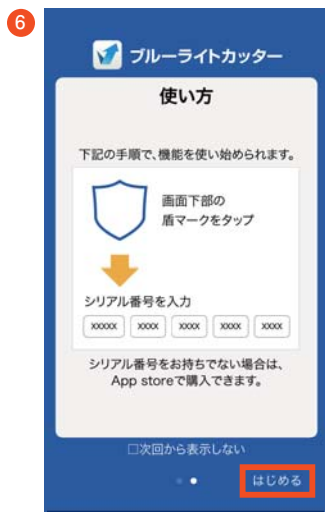 6
ブルーライトカッター
使い方
下記の手順で、機能を使い始められます。
画面下部の
盾マークをタップ
シリアル番号を入力
xxxxx xxxx xxxx xxxx xxxx
シリアル番号をお持ちでない場合は、
App storeで購入できます。
□次回から表示しない
はじめる